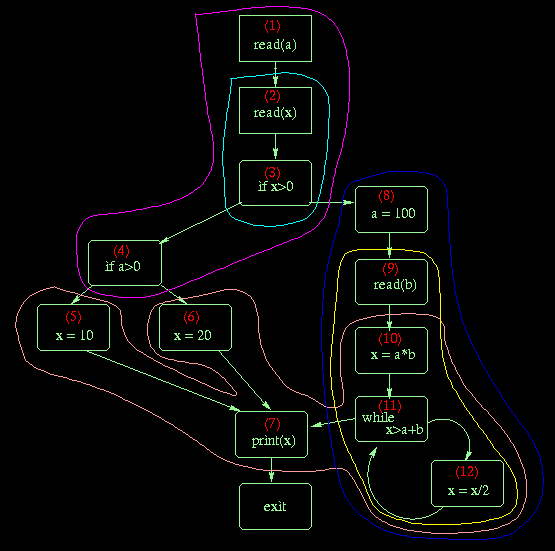 (1)
read(a)
(2)
read(x)
(3)
if x>0
(8)
a = 100
(4)
if a>0
(9)
read(b)
(5)
x = 10
(6)
x = 20
(10)
x = a*b
(11)
while
x>a+b
(7)
print(x)
(12)
x = x/2
exit